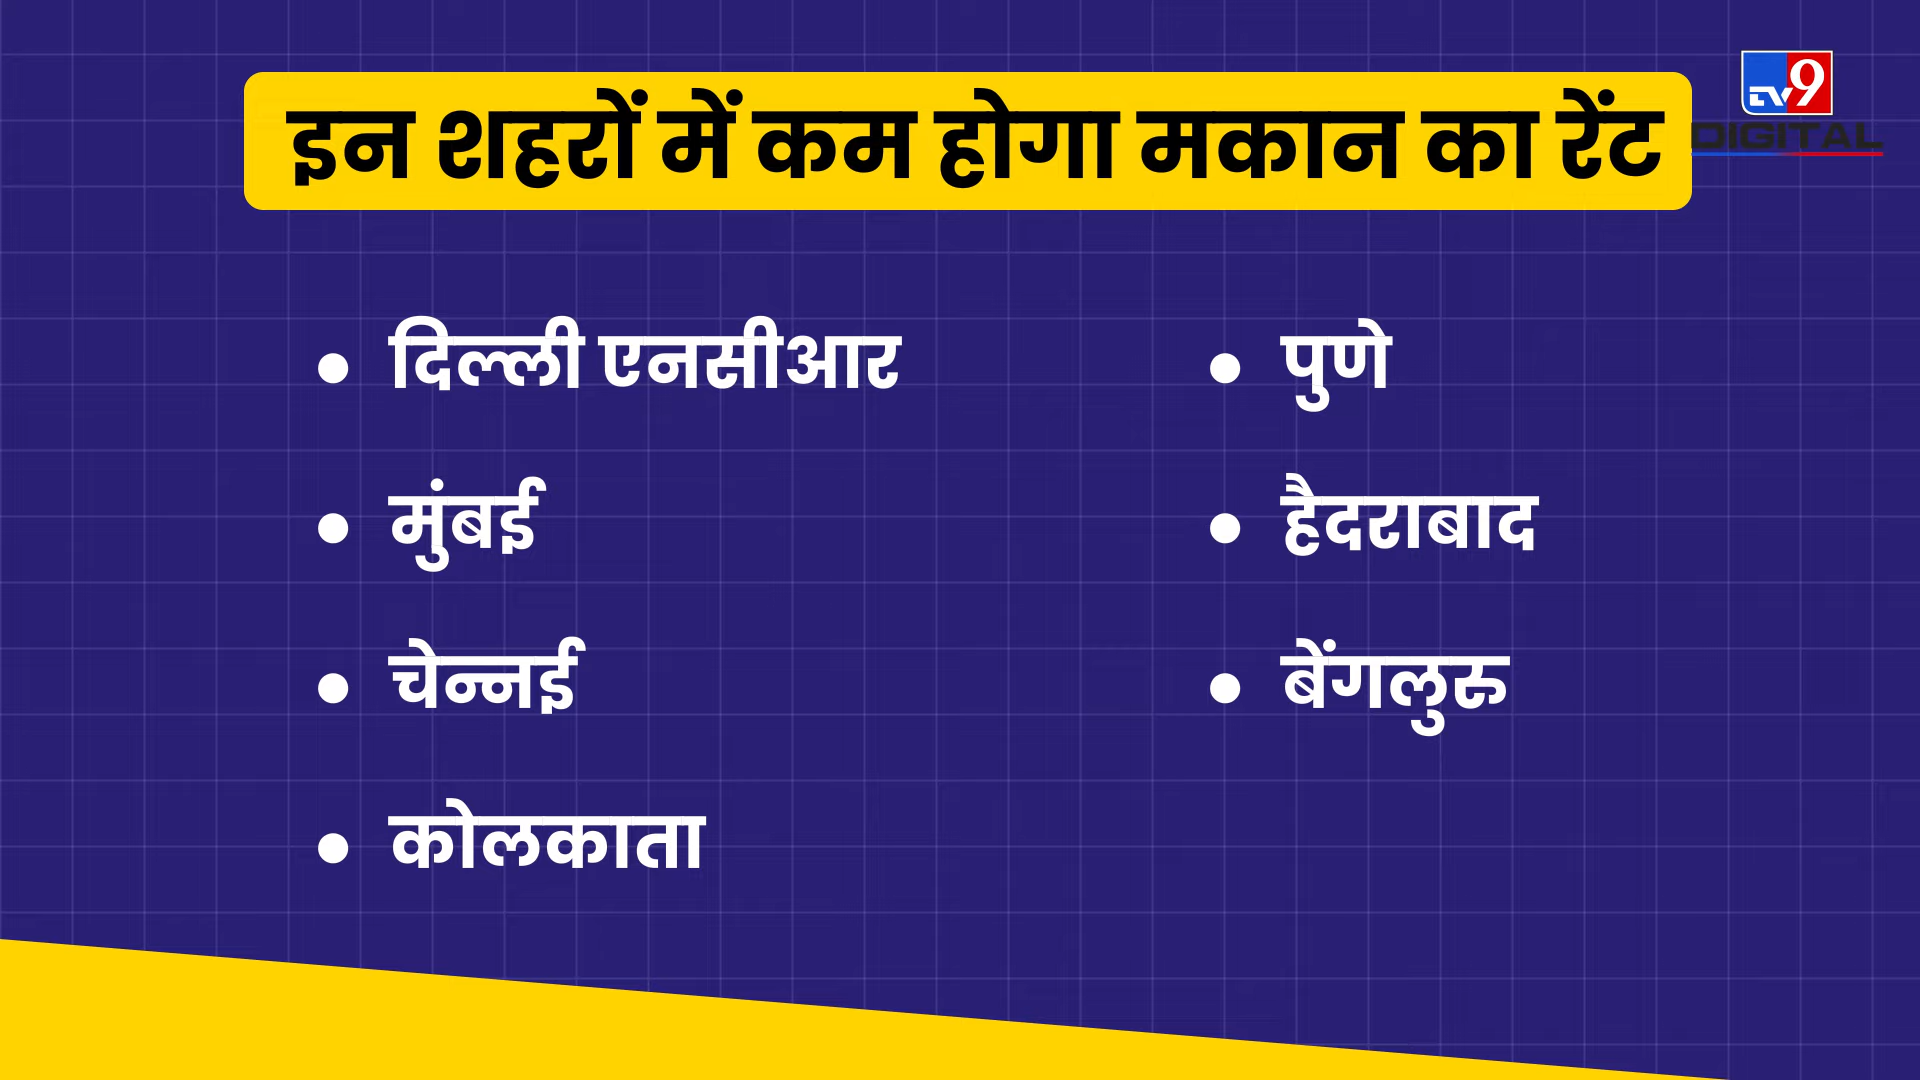 इन शहरों में कम होगा मकान का रेंट
TV9
DIGITAL
दिल्ली एनसीआर
मुंबई
चेन्नई
कोलकाता
पुणे
हैदराबाद
बेंगलुरु